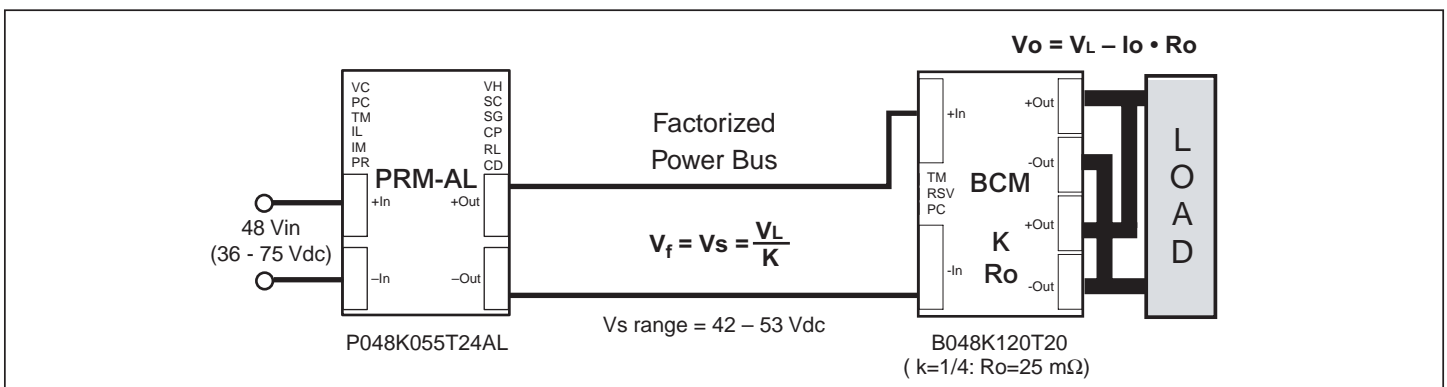 Vo = VL – Io • Ro
VC
PC
TM
IL
IM
PR
VH
SC
SG
CP
RL
CD
PRM-AL
+In
+Out
–In
–Out
48 Vin
(36 - 75 Vdc)
P048K055T24AL
Factorized
Power Bus
Vf = Vs = VL
K
Vs range = 42 – 53 Vdc
+In
TM
RSV
PC
-In
BCM
K
Ro
+Out
-Out
+Out
-Out
B048K120T20
( k=1/4: Ro=25 mΩ)
L
O
A
D